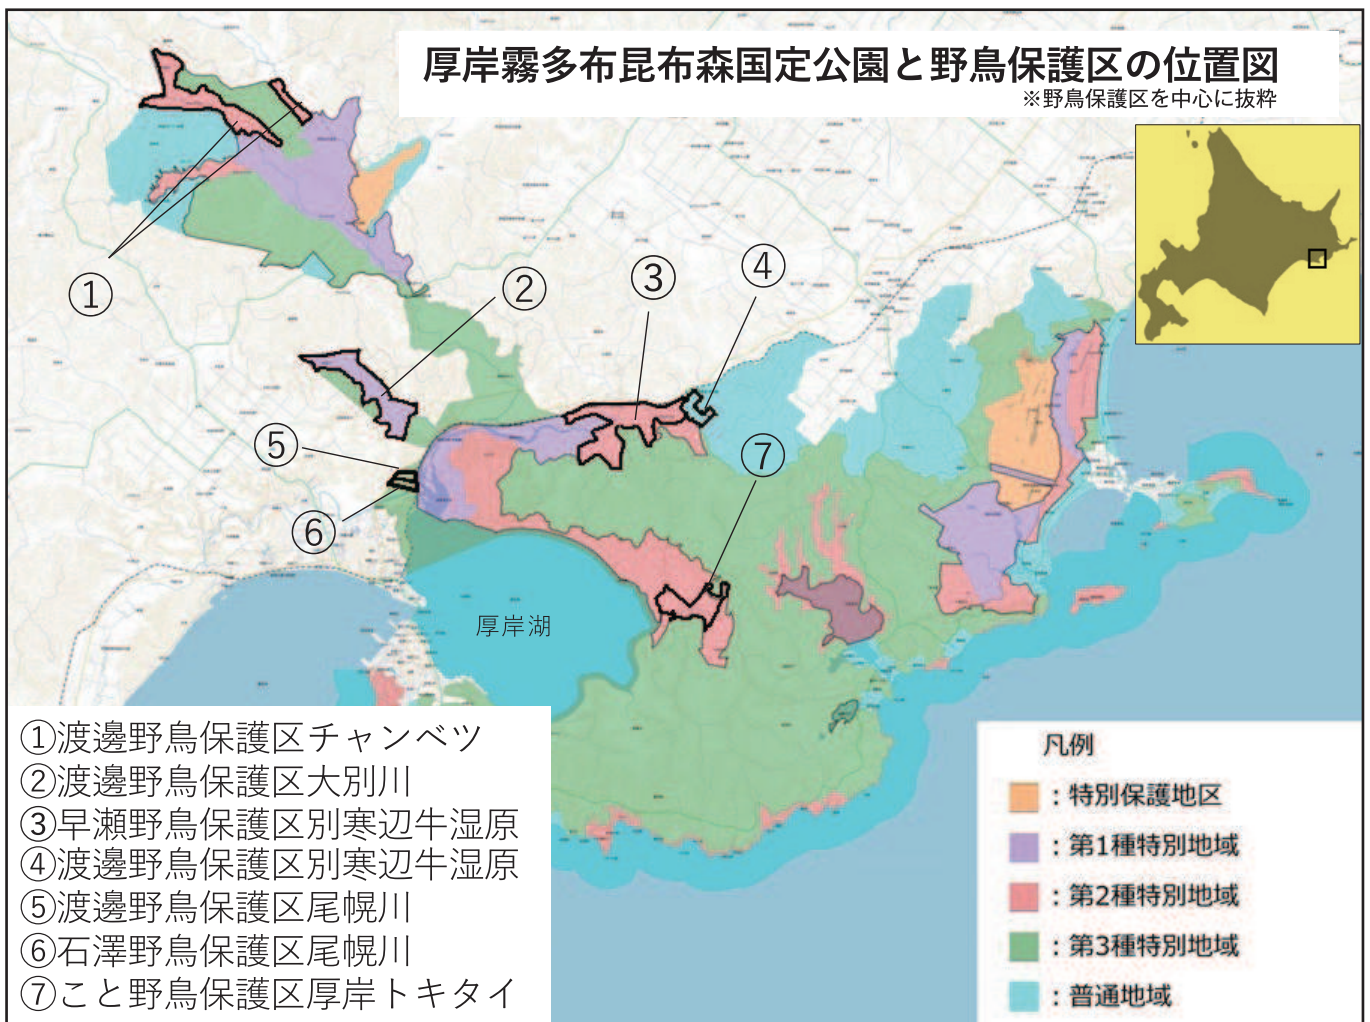 厚岸霧多布昆布森国定公園と野鳥保護区の位置図
※野鳥保護区を中心に抜粋
①
②
③
④
⑤
⑥
⑦
厚岸湖
①渡邊野鳥保護区チャンベツ
②渡邊野鳥保護区大別川
③早瀬野鳥保護区別寒辺牛湿原
④渡邊野鳥保護区別寒辺牛湿原
⑤渡邊野鳥保護区尾幌川
⑥石澤野鳥保護区尾幌川
⑦こと野鳥保護区厚岸トキタイ
凡例
：特別保護地区
：第1種特別地域
：第2種特別地域
：第3種特別地域
：普通地域